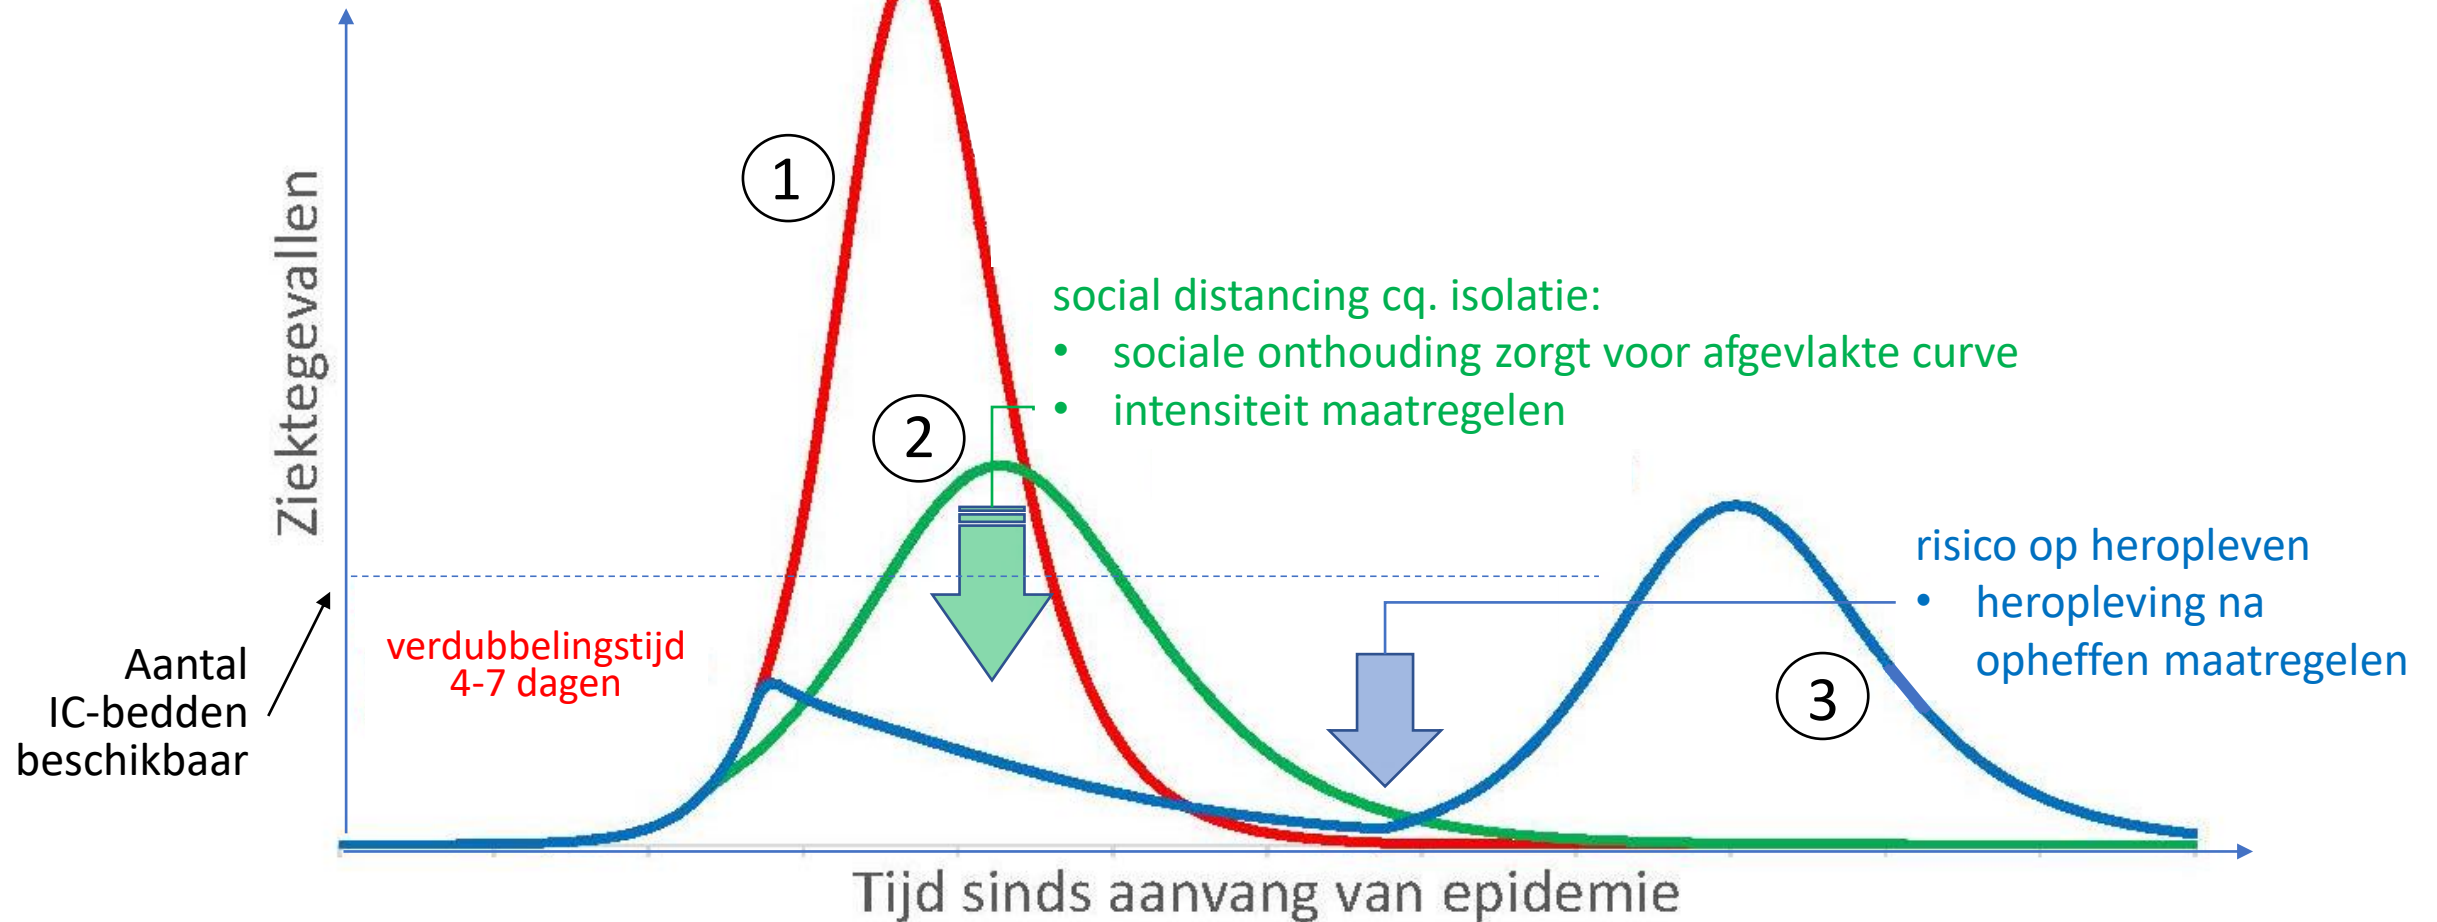 Ziektegevallen
1
social distancing cq. isolatie:
• sociale onthouding zorgt voor afgevlakte curve
• intensiteit maatregelen
2
risico op heropleven
• heropleving na
opheffen maatregelen
verdubbelingstijd
4-7 dagen
Aantal
IC-bedden
beschikbaar
3
Tijd sinds aanvang van epidemie